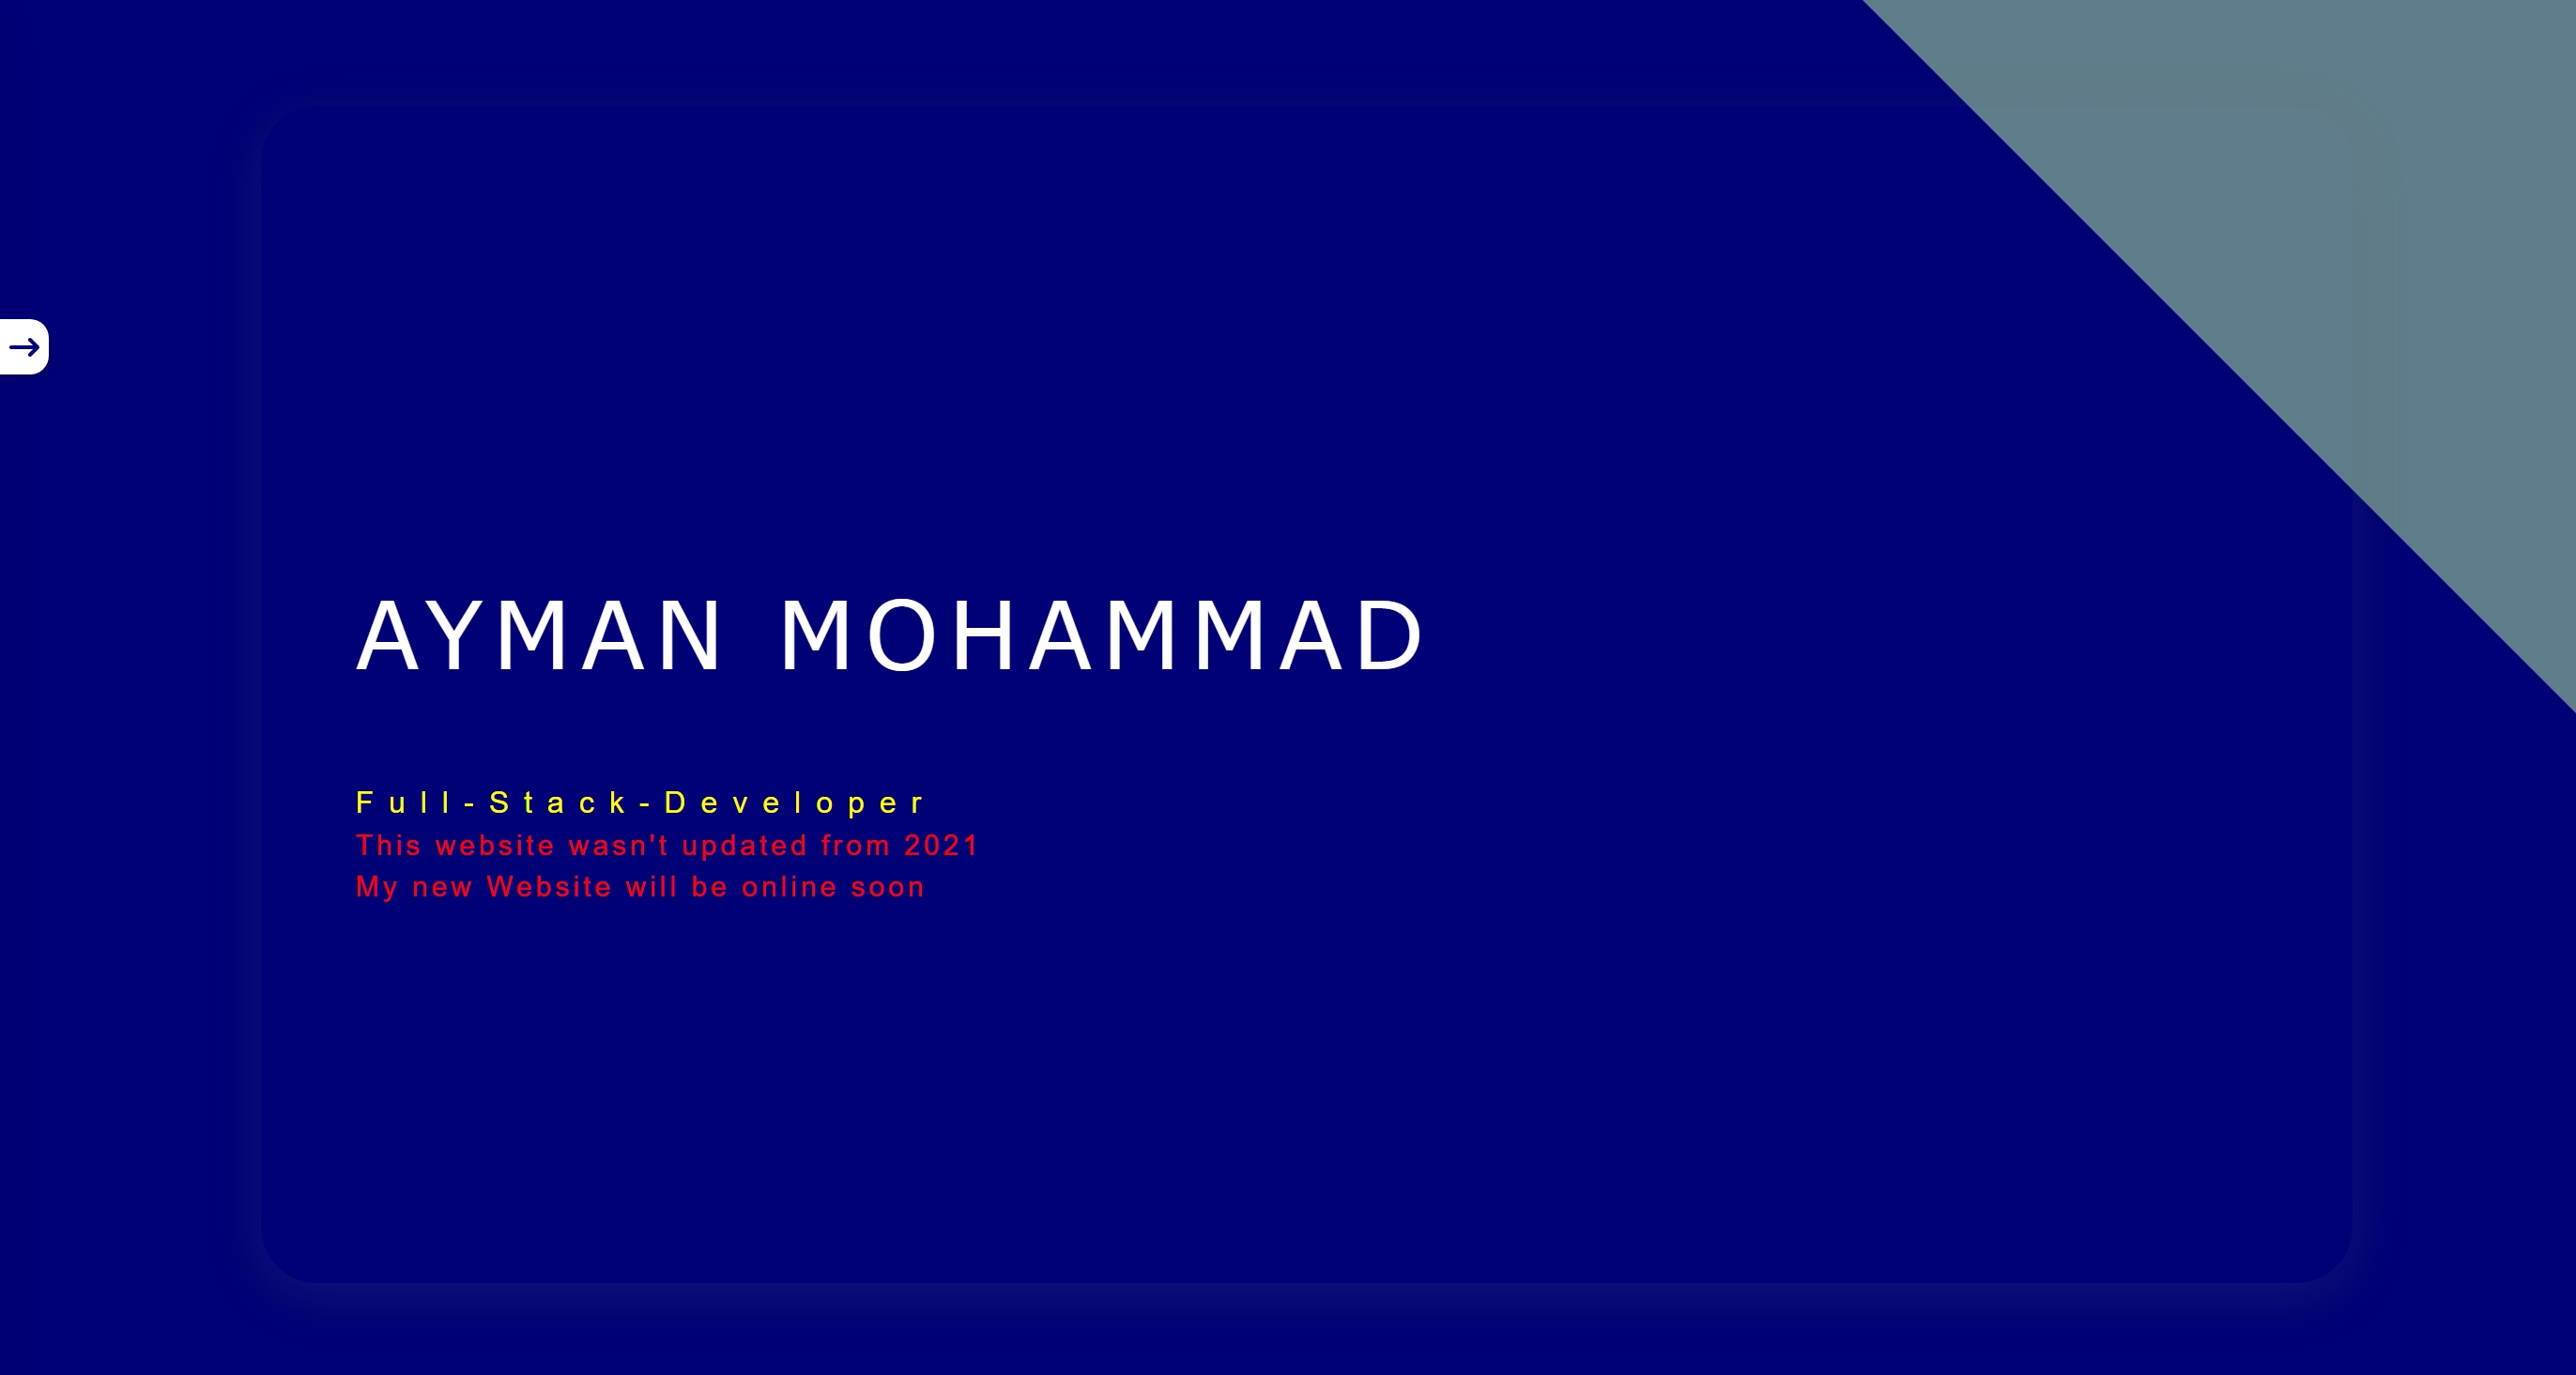 AYMAN MOHAMMAD
Full-Stack-Developer
This website wasn't updated from 2021
My new Website will be online soon